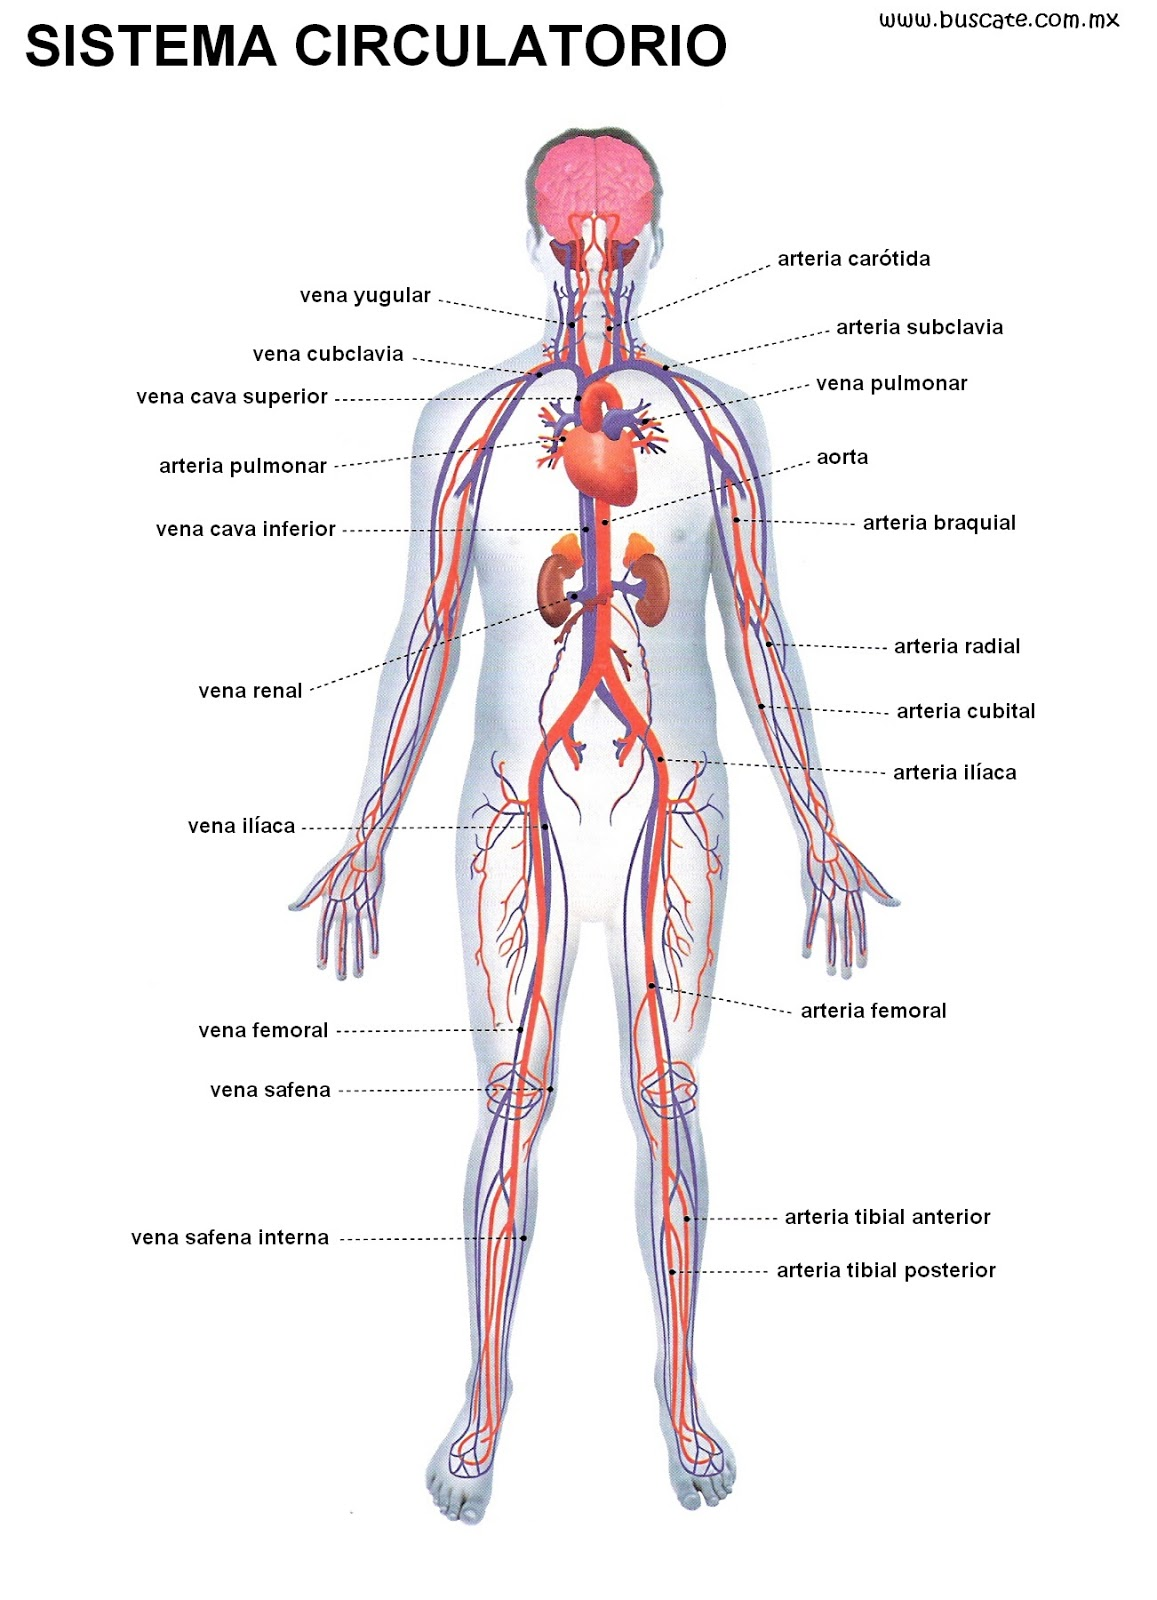 www.buscate.com.mx
SISTEMA CIRCULATORIO
arteria carótida
vena yugular
arteria subclavia
vena cubclavia
vena pulmonar
vena cava superior
aorta
arteria pulmonar
arteria braquial
vena cava inferior
arteria radial
vena renal
arteria cubital
arteria ilíaca
vena ilíaca
arteria femoral
vena femoral
vena safena
arteria tibial anterior
vena safena interna
arteria tibial posterior